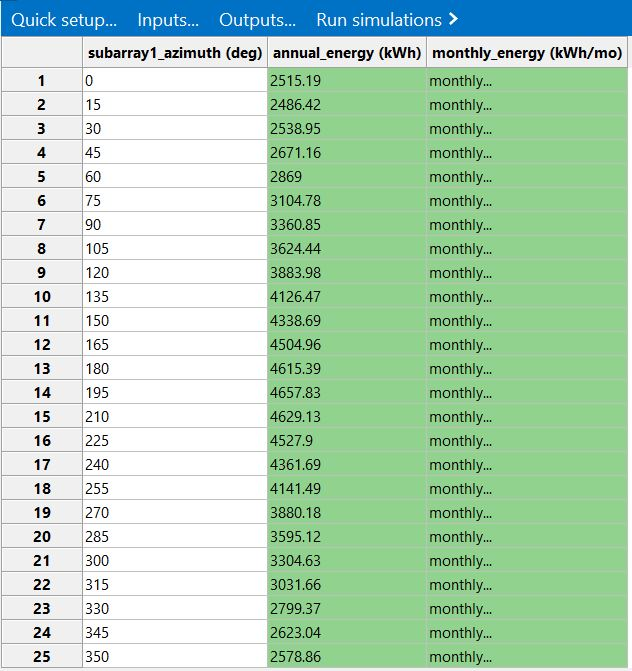 Quick setup... Inputs... Outputs... Run simulations >
subarray1_azimuth (deg) annual_energy (kWh) monthly_energy (kWh/mo)
1 0 2515.19 monthly...
2 15 2486.42 monthly...
3 30 2538.95 monthly...
4 45 2671.16 monthly...
5 60 2869 monthly...
6 75 3104.78 monthly...
7 90 3360.85 monthly...
8 105 3624.44 monthly...
9 120 3883.98 monthly...
10 135 4126.47 monthly...
11 150 4338.69 monthly...
12 165 4504.96 monthly...
13 180 4615.39 monthly...
14 195 4657.83 monthly...
15 210 4629.13 monthly...
16 225 4527.9 monthly...
17 240 4361.69 monthly...
18 255 4141.49 monthly...
19 270 3880.18 monthly...
20 285 3595.12 monthly...
21 300 3304.63 monthly...
22 315 3031.66 monthly...
23 330 2799.37 monthly...
24 345 2623.04 monthly...
25 350 2578.86 monthly...